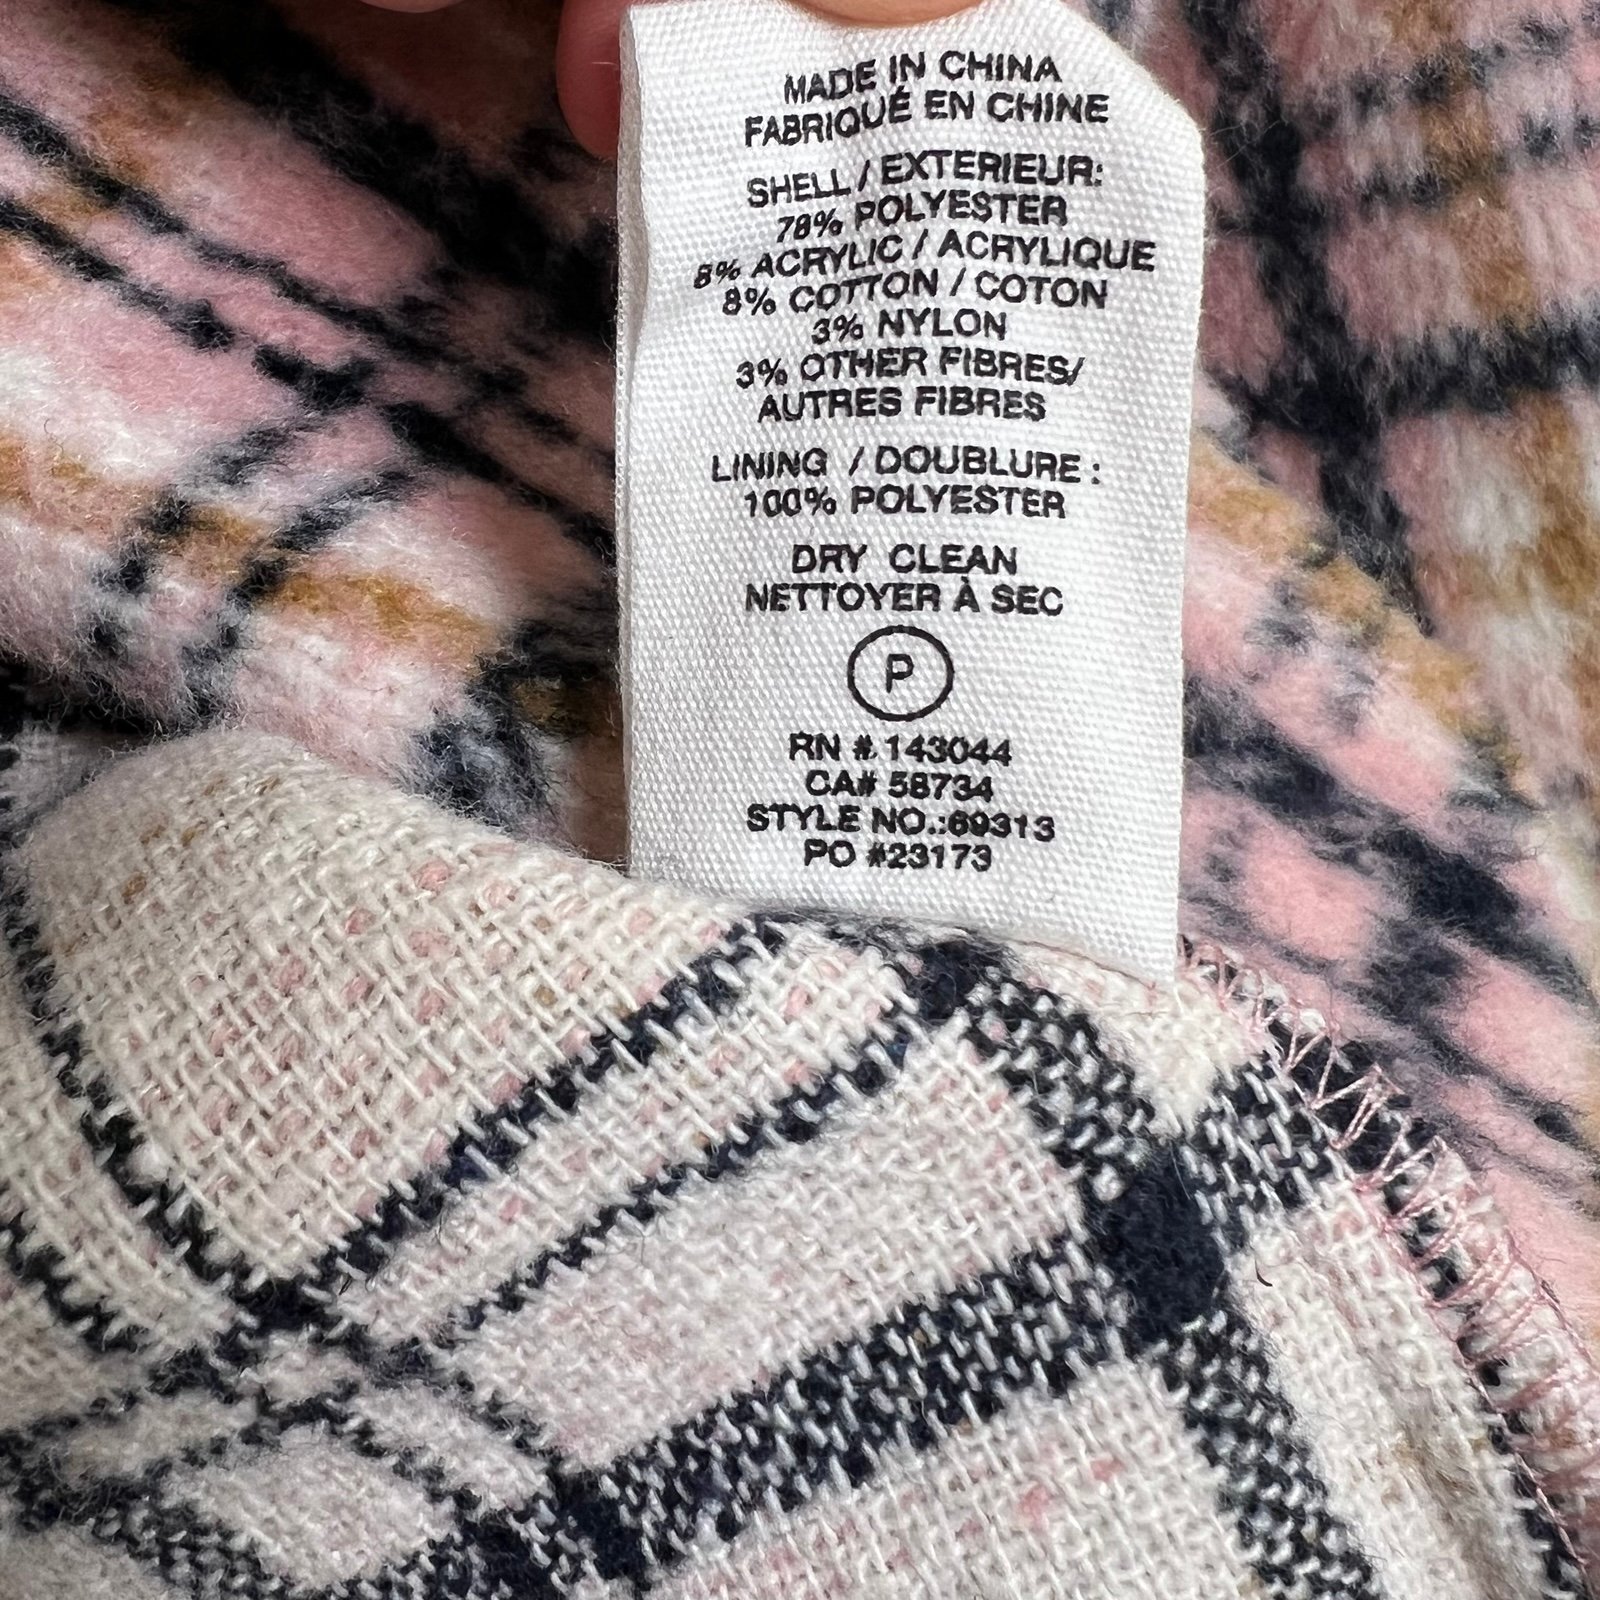 MADE IN CHINA
FABRIQUÉ EN CHINE
SHELL / EXTERIEUR:
78% POLYESTER
8% ACRYLIC / ACRYLIQUE
8% COTTON / COTON
3% NYLON
3% OTHER FIBRES/
AUTRES FIBRES
LINING / DOUBLURE :
100% POLYESTER
DRY CLEAN
NETTOYER À SEC
P
RN # 143044
CA# 58734
STYLE NO.:69313
PO #23173